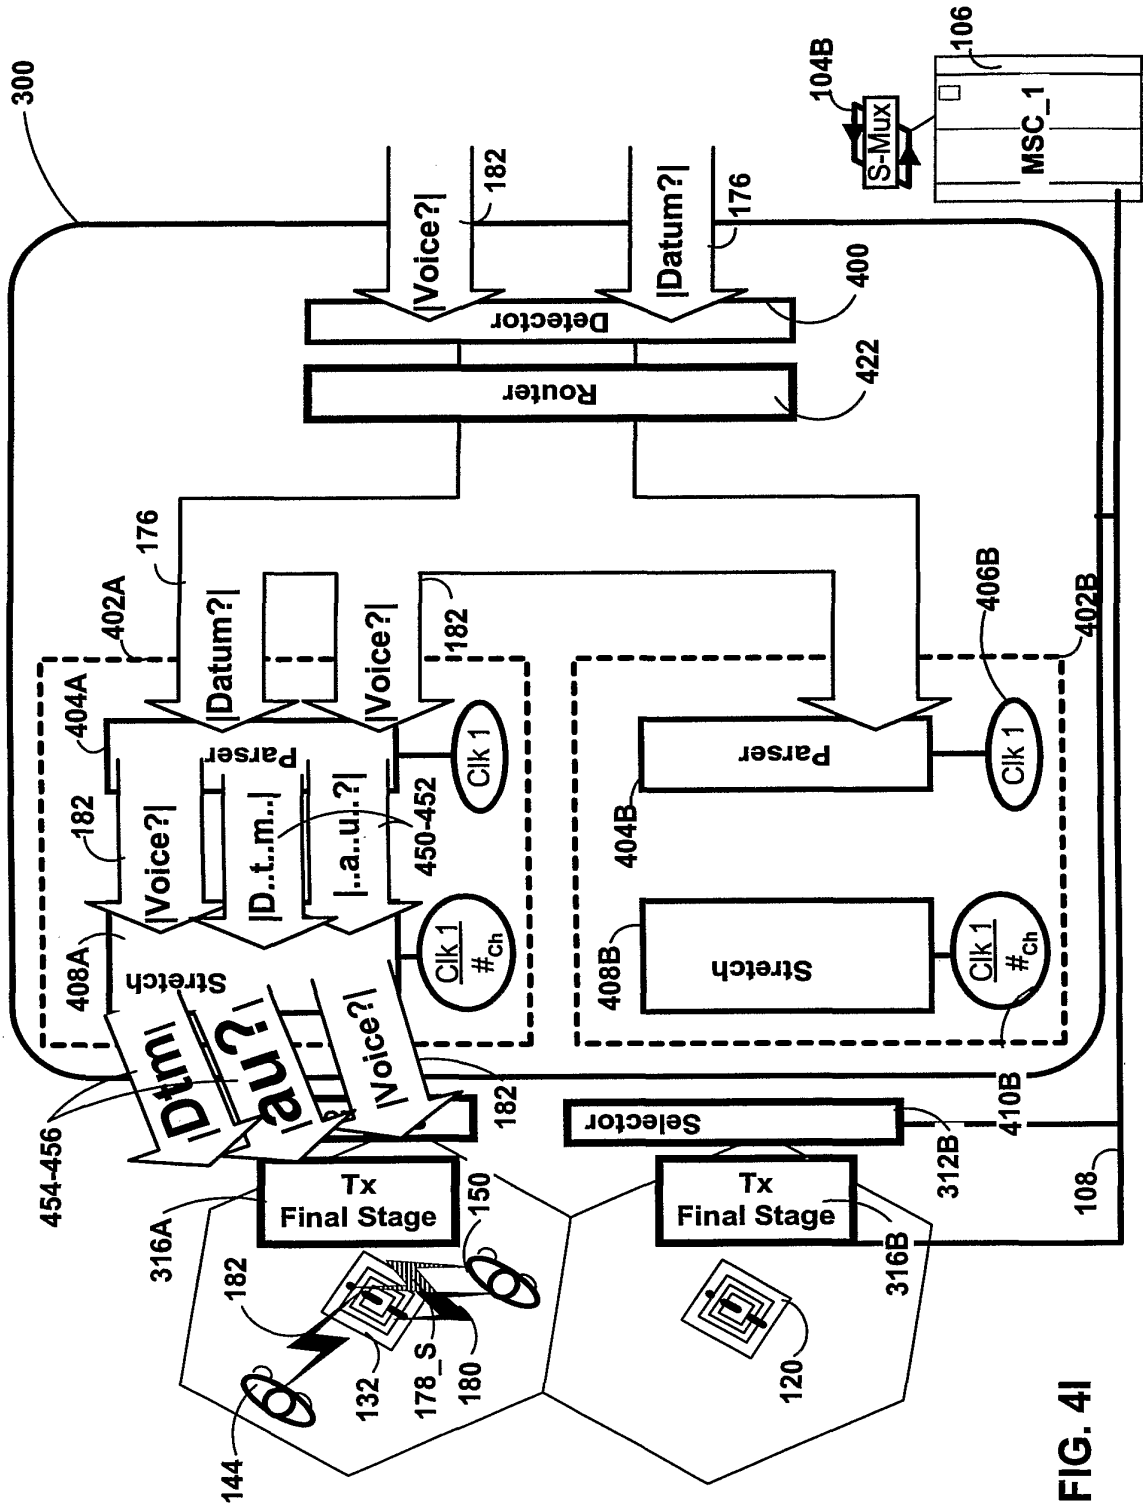 300
104B
106
S-Mux
MSC_1
|Voice?|
182
|Datum?|
176
Detector
400
Router
422
176
402A
|Datum?|
182
|Voice?|
404A
Parser
Clk 1
406B
402B
Parser
Clk 1
404B
182
|Voice?|
|D..t..m..|
|..a..u..?|
450-452
408A
Stretch
Clk 1
#Ch
408B
Stretch
Clk 1
#Ch
410B
|Dtm|
|au?|
|Voice?|
182
454-456
Selector
312B
108
316A
Tx
Final Stage
150
Tx
Final Stage
316B
182
132
178_S
180
120
144
FIG. 4I